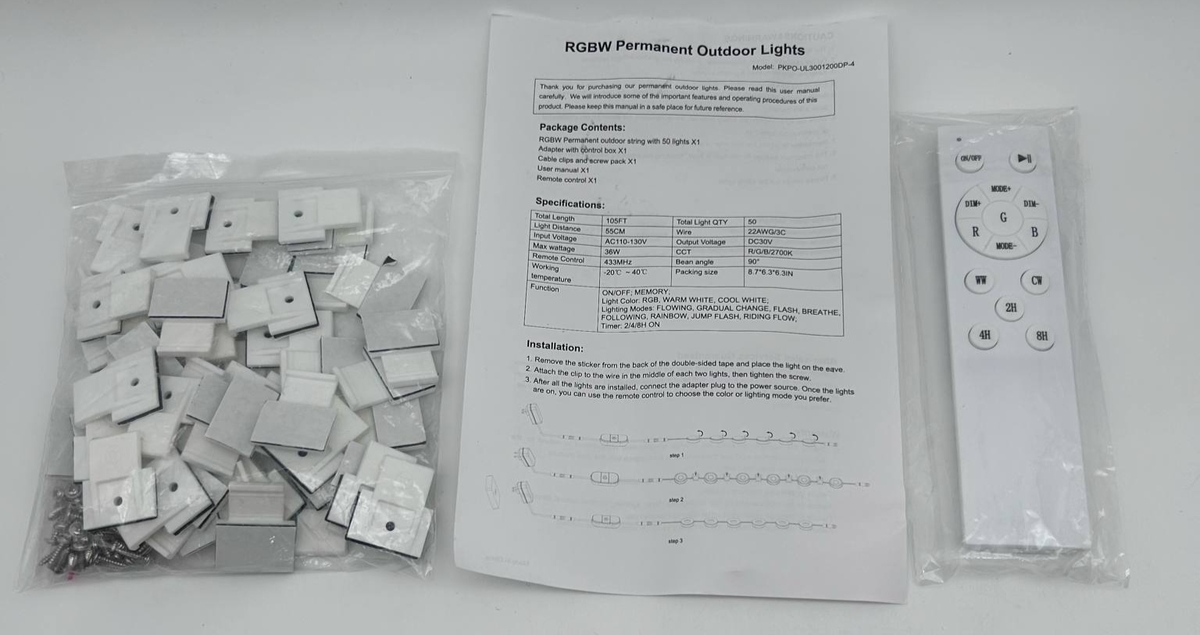 RGBW Permanent Outdoor Lights
Model: PKPO-UL3001200DP-4
Thank you for purchasing our permanent outdoor lights. Please read this user manual
carefully. We will introduce some of the important features and operating procedures of this
product. Please keep this manual in a safe place for future reference.
Package Contents:
RGBW Permanent outdoor string with 50 lights X1
Adapter with control box X1
Cable clips and screw pack X1
User manual X1
Remote control X1
Specifications:
Total Length 105FT Total Light QTY 50
Light Distance 55CM Wire 22AWG/3C
Input Voltage AC110-130V Output Voltage DC30V
Max wattage 36W CCT R/G/B/2700K
Remote Control 433MHz Bean angle 90°
Working
temperature -20℃ ~ 40℃ Packing size 8.7*6.3*6.3IN
Function ON/OFF; MEMORY;
Light Color: RGB, WARM WHITE, COOL WHITE;
Lighting Modes: FLOWING, GRADUAL CHANGE, FLASH, BREATHE,
FOLLOWING, RAINBOW, JUMP FLASH, RIDING FLOW;
Timer: 2/4/8H ON
Installation:
1. Remove the sticker from the back of the double-sided tape and place the light on the eave.
2. Attach the clip to the wire in the middle of each two lights, then tighten the screw.
3. After all the lights are installed, connect the adapter plug to the power source. Once the lights
are on, you can use the remote control to choose the color or lighting mode you prefer.
step 1
step 2
step 3
ON/OFF
MODE+
DIM+ DIM-
G
R B
MODE-
WW CW
2H
4H 8H